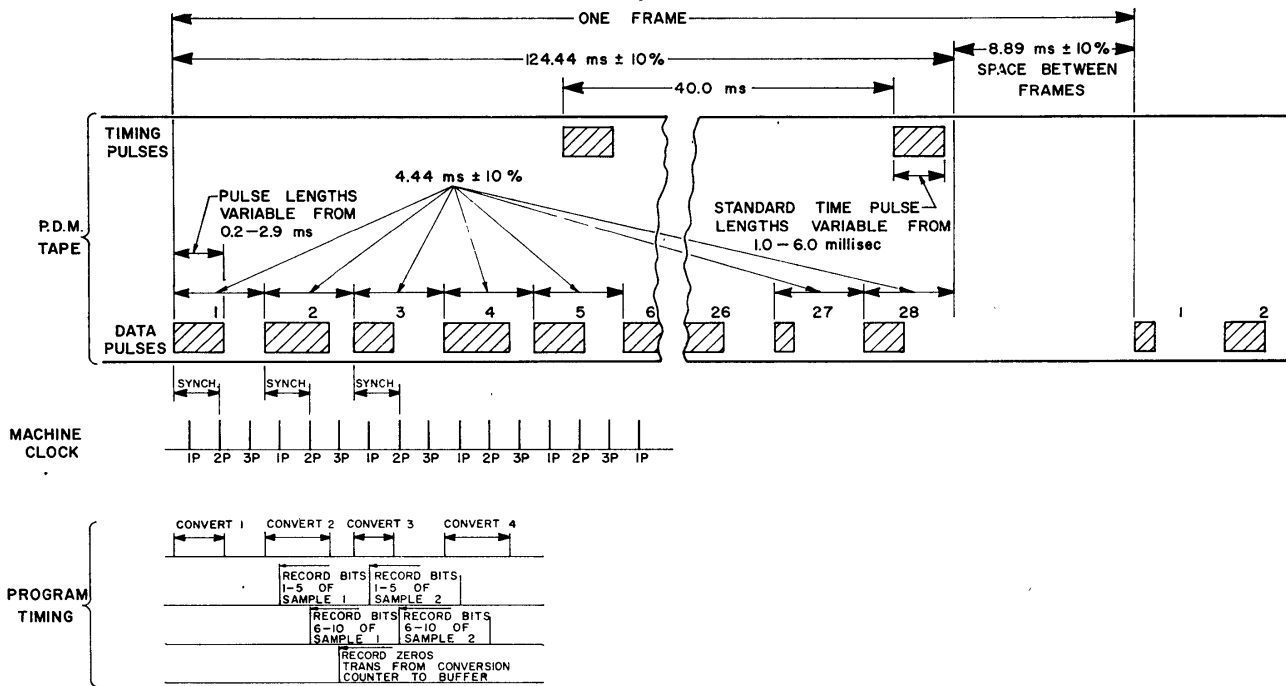 ONE FRAME
124.44 ms ± 10%
8.89 ms ± 10%
SPACE BETWEEN
FRAMES
40.0 ms
P.D.M.
TAPE
TIMING
PULSES
4.44 ms ± 10%
PULSE LENGTHS
VARIABLE FROM
0.2-2.9 ms
STANDARD TIME PULSE
LENGTHS VARIABLE FROM
1.0-6.0 millisec
1 2 3 4 5 6 26 27 28 1 2
DATA
PULSES
SYNCH. SYNCH. SYNCH.
MACHINE
CLOCK
1P 2P 3P 1P 2P 3P 1P 2P 3P 1P 2P 3P 1P 2P 3P 1P
PROGRAM
TIMING
CONVERT 1 CONVERT 2 CONVERT 3 CONVERT 4
RECORD BITS
1-5 OF
SAMPLE 1
RECORD BITS
1-5 OF
SAMPLE 2
RECORD BITS
6-10 OF
SAMPLE 1
RECORD BITS
6-10 OF
SAMPLE 2
RECORD ZEROS
TRANS FROM CONVERSION
COUNTER TO BUFFER